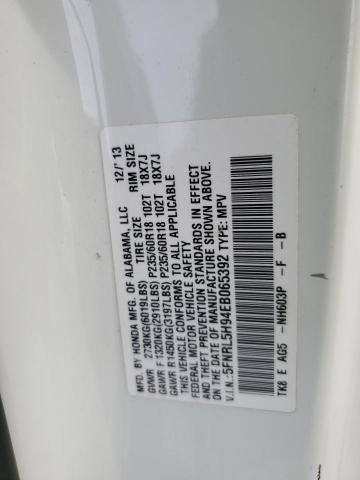 MFD. BY HONDA MFG. OF ALABAMA, LLC 12/'13
TIRE SIZE RIM SIZE
GVWR 2730KG(6019LBS)
GAWR F 1320KG(2910LBS) P235/60R18 102T 18X7J
GAWR R1450KG(3197LBS) P235/60R18 102T 18X7J
THIS VEHICLE CONFORMS TO ALL APPLICABLE
FEDERAL MOTOR VEHICLE SAFETY
AND THEFT PREVENTION STANDARDS IN EFFECT
ON THE DATE OF MANUFACTURE SHOWN ABOVE.
V.I.N.: 5FNRL5H94EB065392 TYPE: MPV
TK8 E AG5 -NH603P -F -B